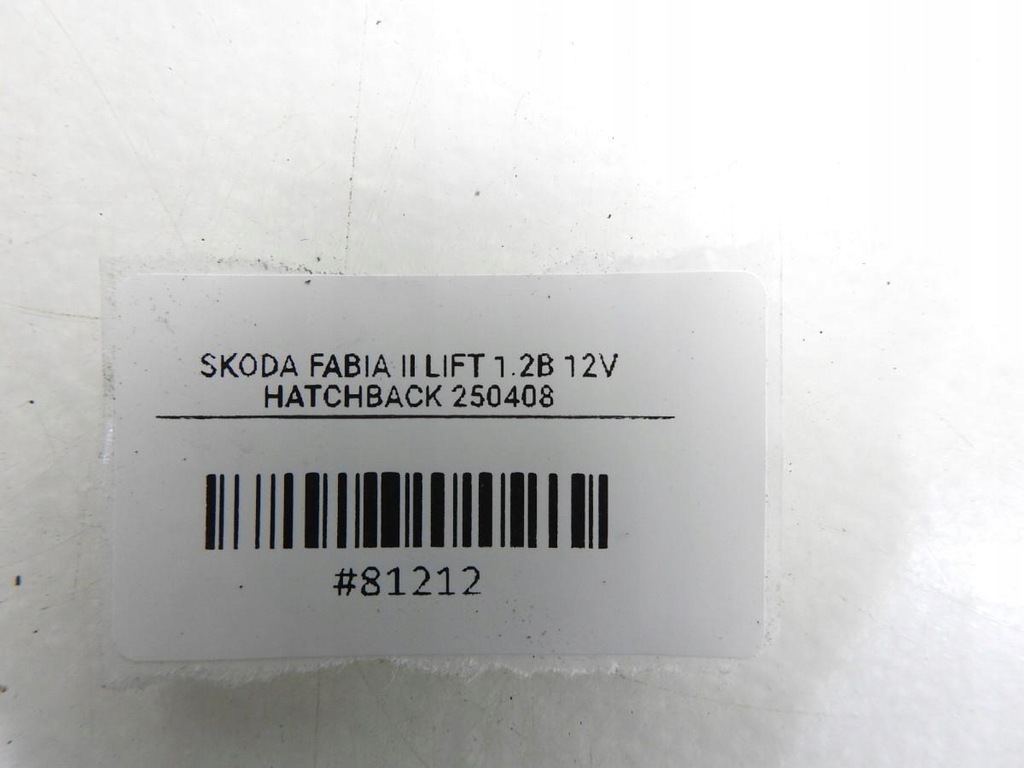 SKODA FABIA II LIFT 1.2B 12V
HATCHBACK 250408
#81212